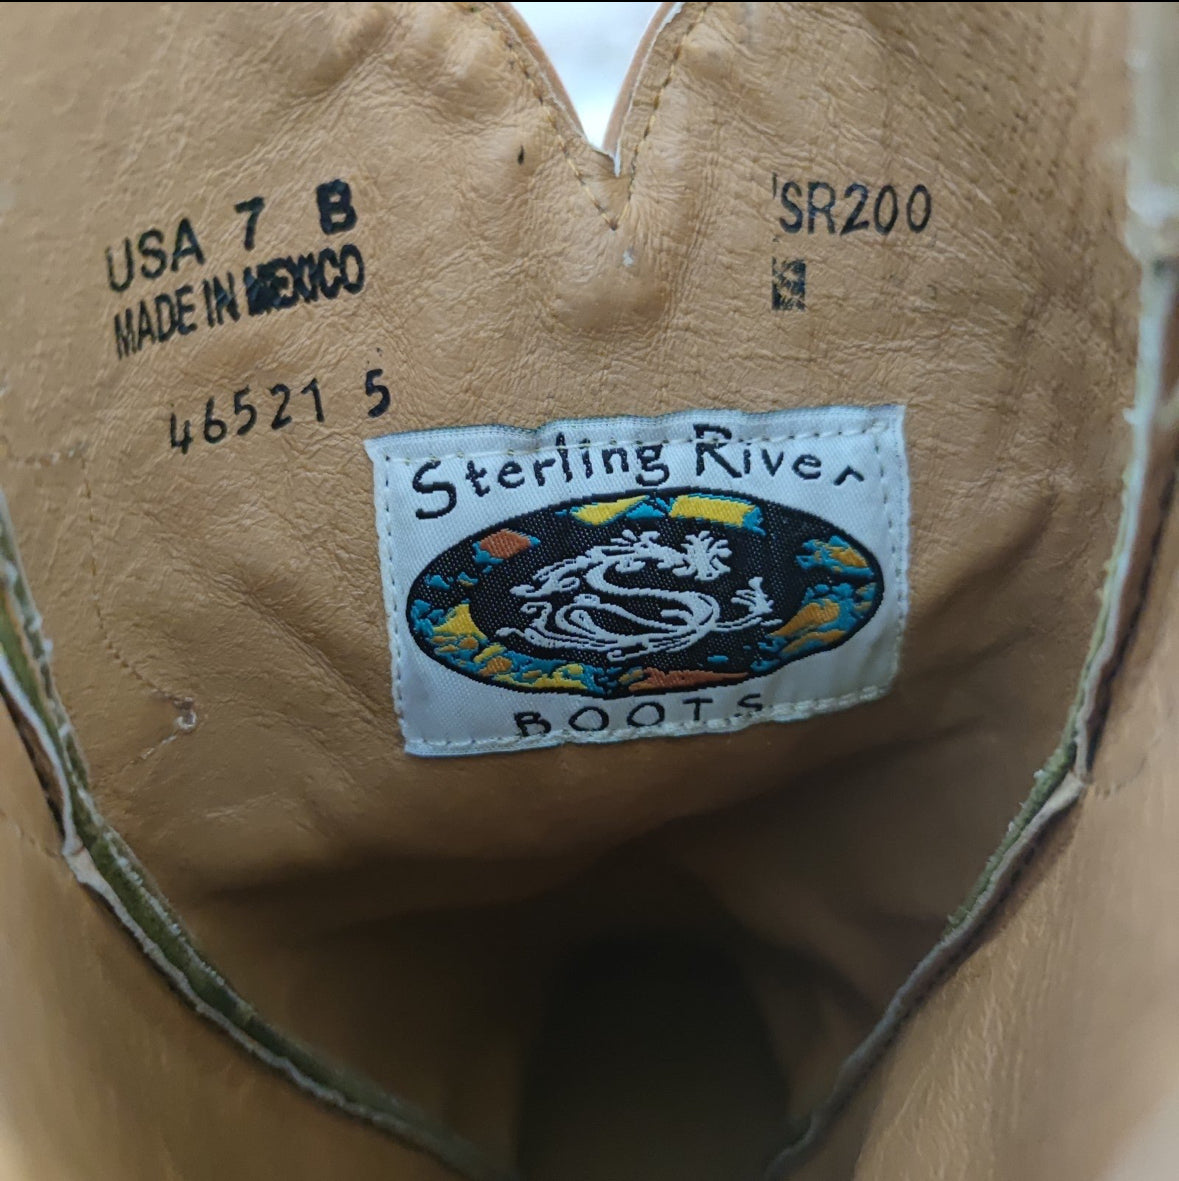 USA 7 B
MADE IN MEXICO
46521 5
SR200
Sterling River
BOOTS